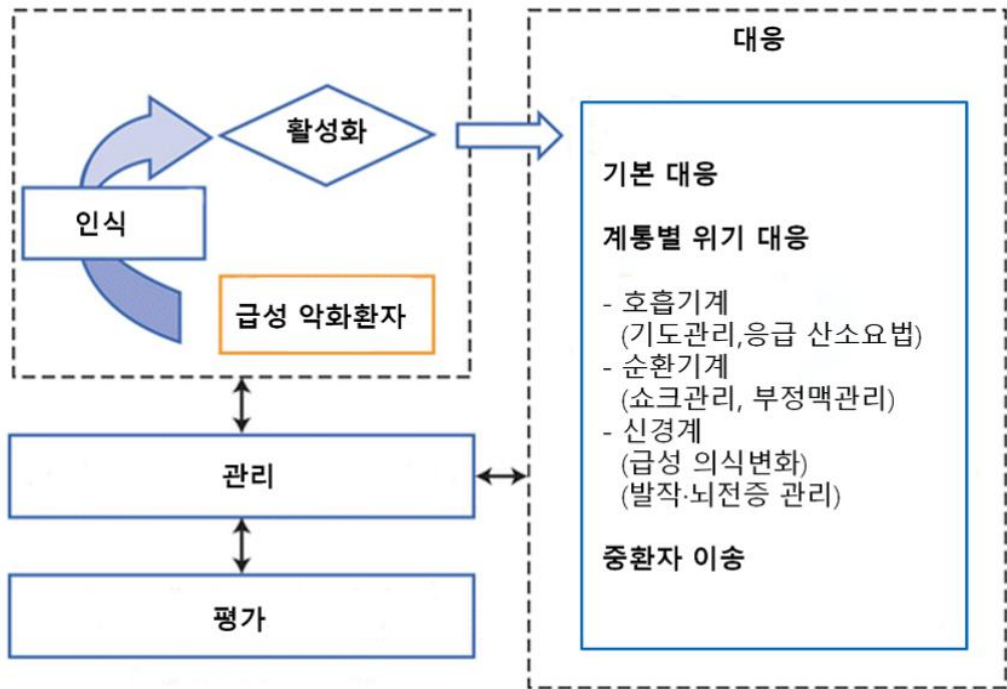 활성화
인식
급성 악화환자
관리
평가
대응
기본 대응
계통별 위기 대응
- 호흡기계
(기도관리,응급 산소요법)
- 순환기계
(쇼크관리, 부정맥관리)
- 신경계
(급성 의식변화)
(발작·뇌전증 관리)
중환자 이송